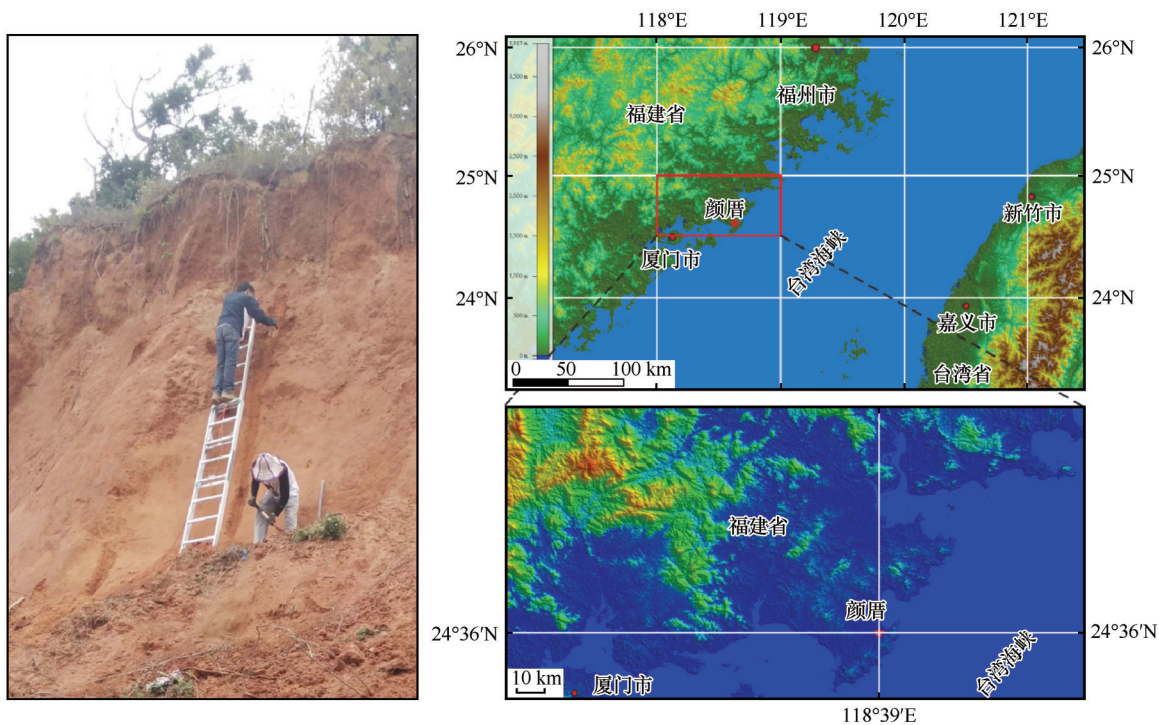 118°E
119°E
120°E
121°E
26°N
26°N
福州市
福建省
25°N
25°N
颜厝
新竹市
厦门市
台湾海峡
24°N
24°N
嘉义市
台湾省
0 50 100 km
福建省
颜厝
24°36′N
24°36′N
10 km
厦门市
台湾海峡
118°39′E